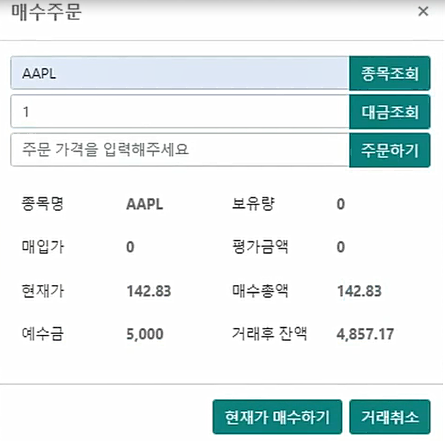 매수주문 ×
AAPL 종목조회
1 대금조회
주문 가격을 입력해주세요 주문하기
종목명 AAPL 보유량 0
매입가 0 평가금액 0
현재가 142.83 매수총액 142.83
예수금 5,000 거래후 잔액 4,857.17
현재가 매수하기 거래취소